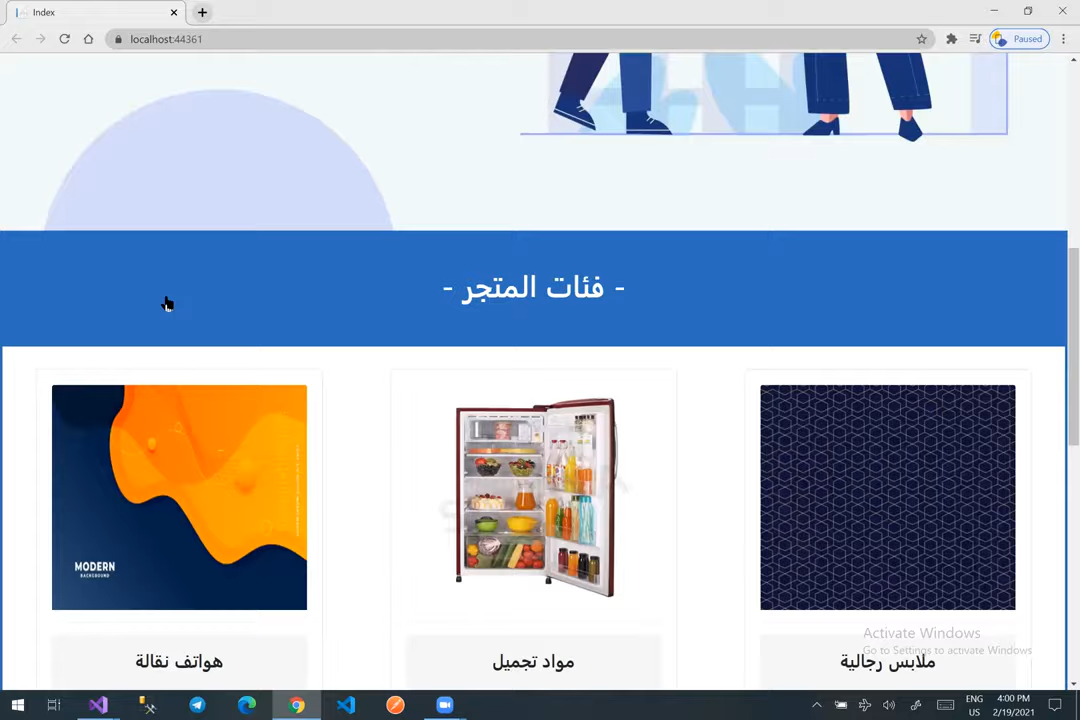 Index
localhost:44361
Paused
- فئات المتجر -
MODERN
BACKGROUND
هواتف نقالة
مواد تجميل
ملابس رجالية
Activate Windows
Go to Settings to activate Windows
ENG
US
4:00 PM
2/19/2021